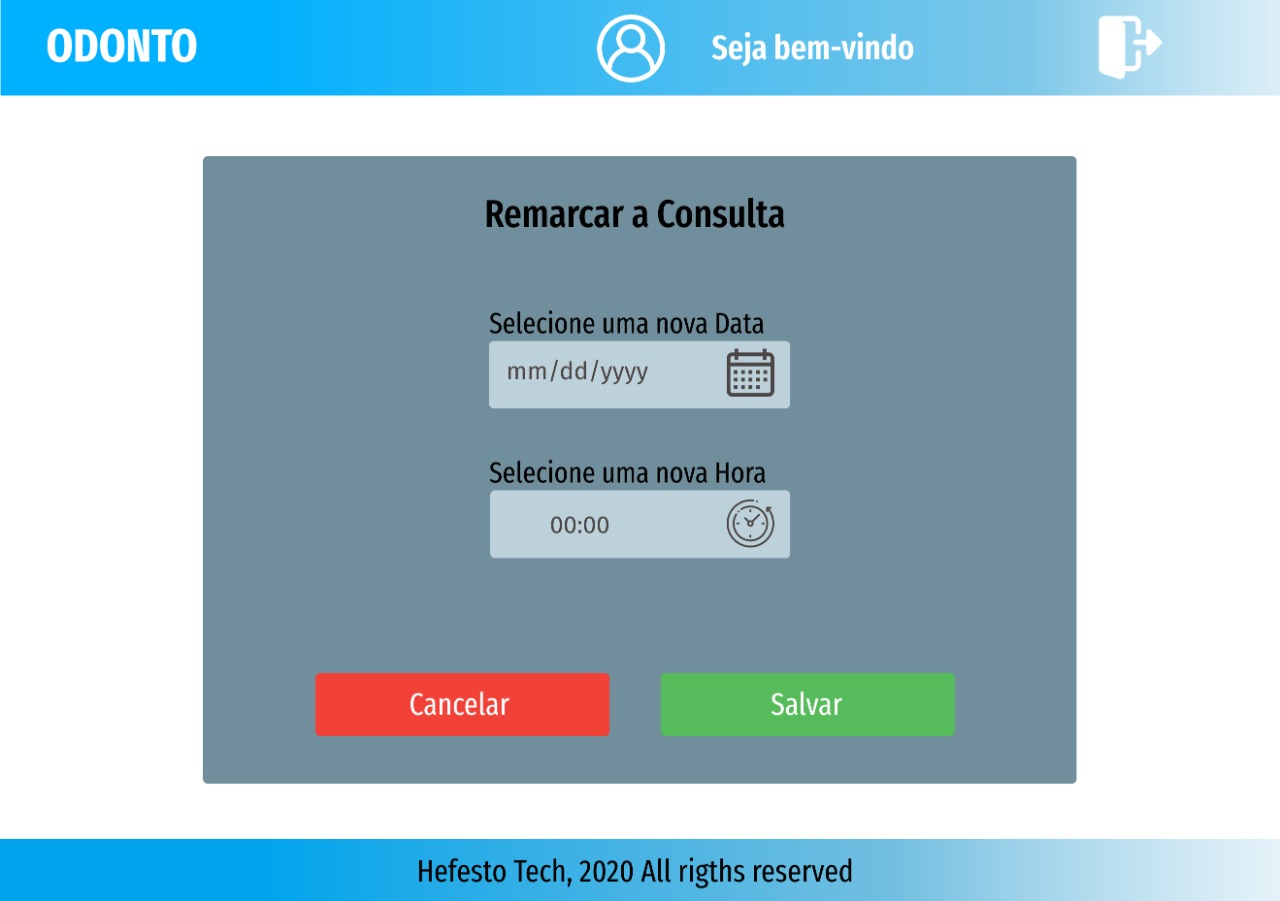 ODONTO
Seja bem-vindo
Remarcar a Consulta
Selecione uma nova Data
mm/dd/yyyy
Selecione uma nova Hora
00:00
Cancelar
Salvar
Hefesto Tech, 2020 All rigths reserved